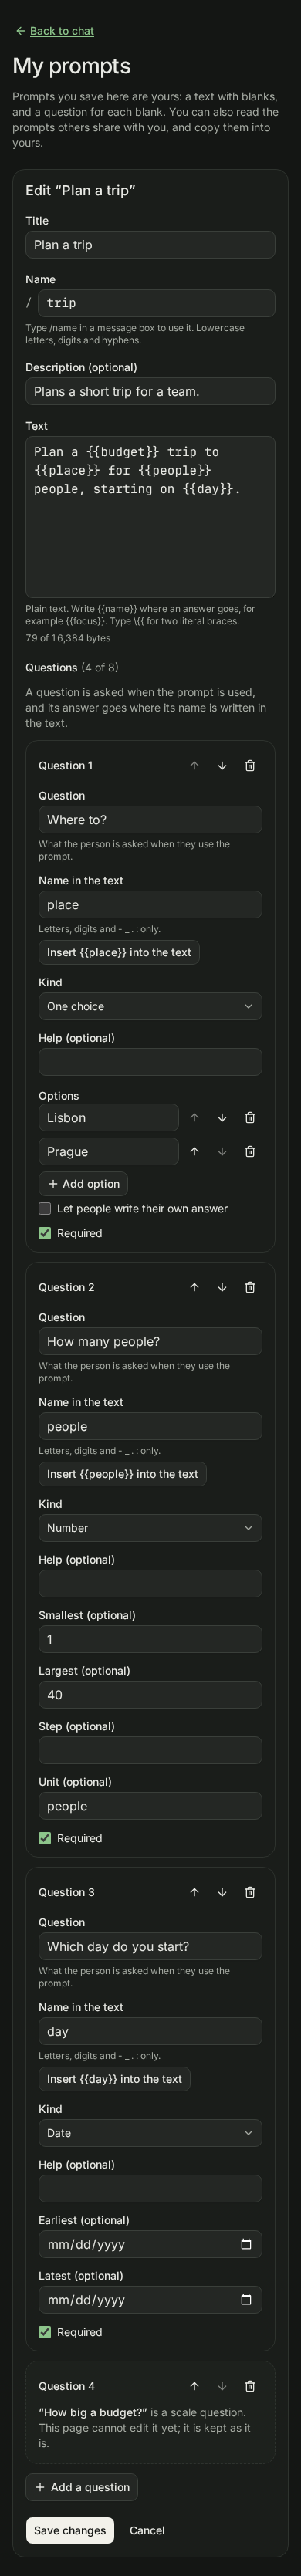 Back to chat
My prompts
Prompts you save here are yours: a text with blanks,
and a question for each blank. You can also read the
prompts others share with you, and copy them into
yours.
Edit “Plan a trip”
Title
Plan a trip
Name
/ trip
Type /name in a message box to use it. Lowercase
letters, digits and hyphens.
Description (optional)
Plans a short trip for a team.
Text
Plan a {{budget}} trip to
{{place}} for {{people}}
people, starting on {{day}}.
Plain text. Write {{name}} where an answer goes, for
example {{focus}}. Type \{{ for two literal braces.
79 of 16,384 bytes
Questions (4 of 8)
A question is asked when the prompt is used,
and its answer goes where its name is written in
the text.
Question 1
Question
Where to?
What the person is asked when they use the
prompt.
Name in the text
place
Letters, digits and - _ . : only.
Insert {{place}} into the text
Kind
One choice
Help (optional)
Options
Lisbon
Prague
Add option
Let people write their own answer
Required
Question 2
Question
How many people?
What the person is asked when they use the
prompt.
Name in the text
people
Letters, digits and - _ . : only.
Insert {{people}} into the text
Kind
Number
Help (optional)
Smallest (optional)
1
Largest (optional)
40
Step (optional)
Unit (optional)
people
Required
Question 3
Question
Which day do you start?
What the person is asked when they use the
prompt.
Name in the text
day
Letters, digits and - _ . : only.
Insert {{day}} into the text
Kind
Date
Help (optional)
Earliest (optional)
mm/dd/yyyy
Latest (optional)
mm/dd/yyyy
Required
Question 4
“How big a budget?” is a scale question.
This page cannot edit it yet; it is kept as it
is.
Add a question
Save changes Cancel